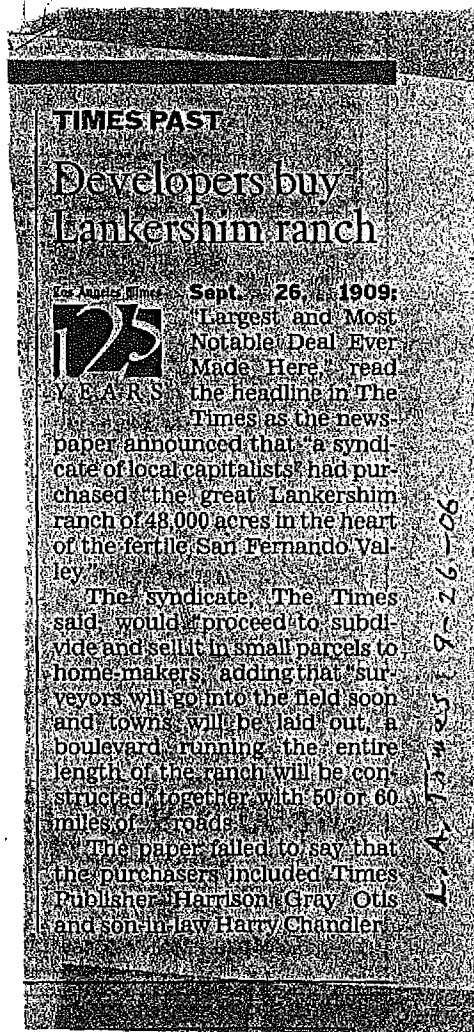 TIMES PAST
Developers buy
Lankershim ranch
Los Angeles Times
125
YEARS
Sept. 26, 1909:
"Largest and Most
Notable Deal Ever
Made Here," read
the headline in The
Times as the news-
paper announced that "a syndi-
cate of local capitalists" had pur-
chased "the great Lankershim
ranch of 48,000 acres in the heart
of the fertile San Fernando Val-
ley."
The syndicate, The Times
said, would "proceed to subdi-
vide and sell it in small parcels to
home-makers," adding that "sur-
veyors will go into the field soon
and towns will be laid out, a
boulevard running the entire
length of the ranch will be con-
structed, together with 50 or 60
miles of roads."
The paper failed to say that
the purchasers included Times
Publisher Harrison Gray Otis
and son-in-law Harry Chandler.
L.A. Times 9-26-06